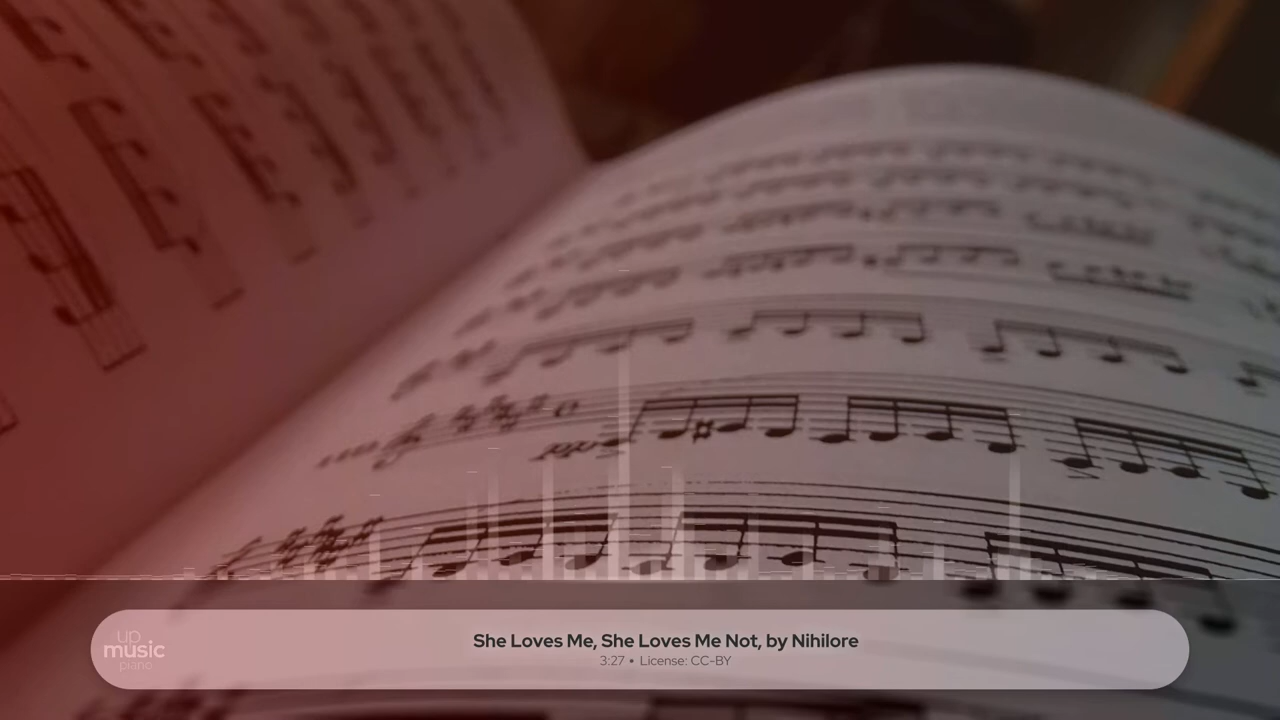 up
music
piano
She Loves Me, She Loves Me Not, by Nihilore
3:27 • License: CC-BY